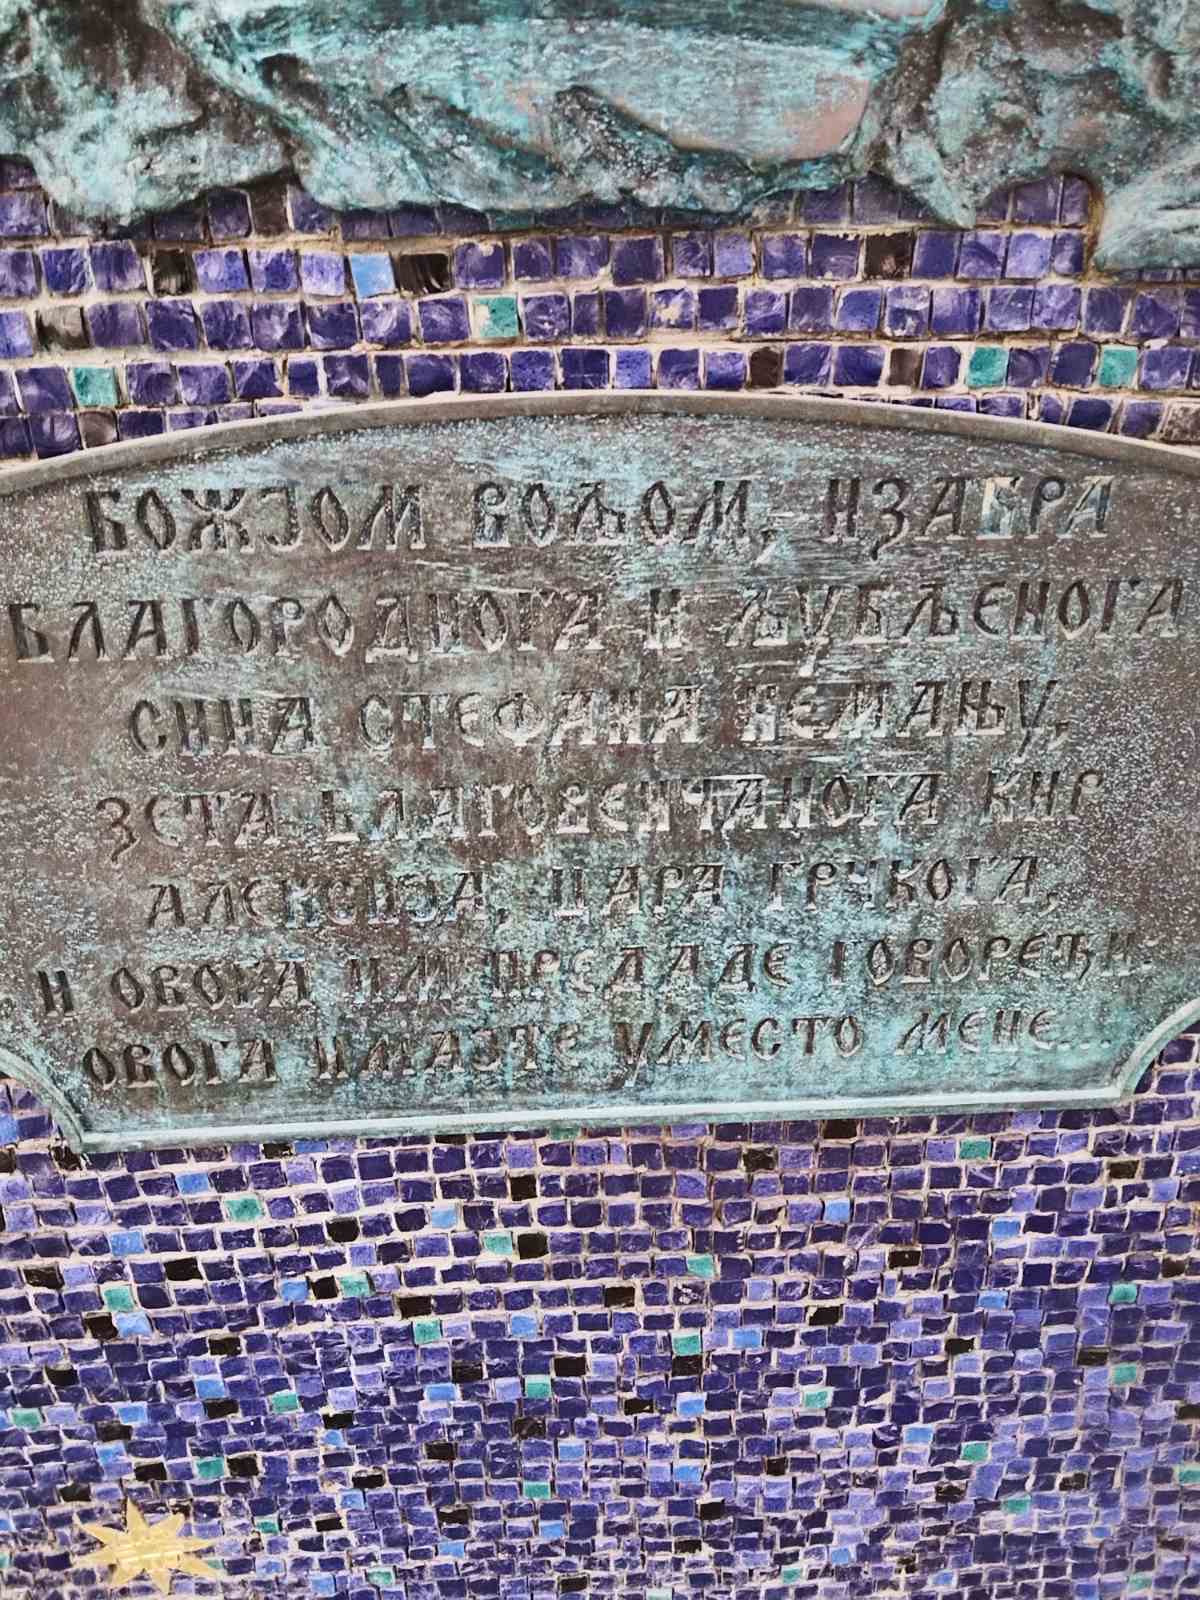 БОЖЈОМ ВОЉОМ, ИЗАБРА
БЛАГОРОДНОГА И ЉУБЉЕНОГА
СИНА СТЕФАНА НЕМАЊУ,
ЗЕТА БЛАГОВЕНЧАНОГА КИР
АЛЕКСИЈА, ЦАРА ГРЧКОГА,
И ОВОГА ИМ ПРЕДАДЕ ГОВОРЕЋИ:
ОВОГА ИМАЈТЕ УМЕСТО МЕНЕ...